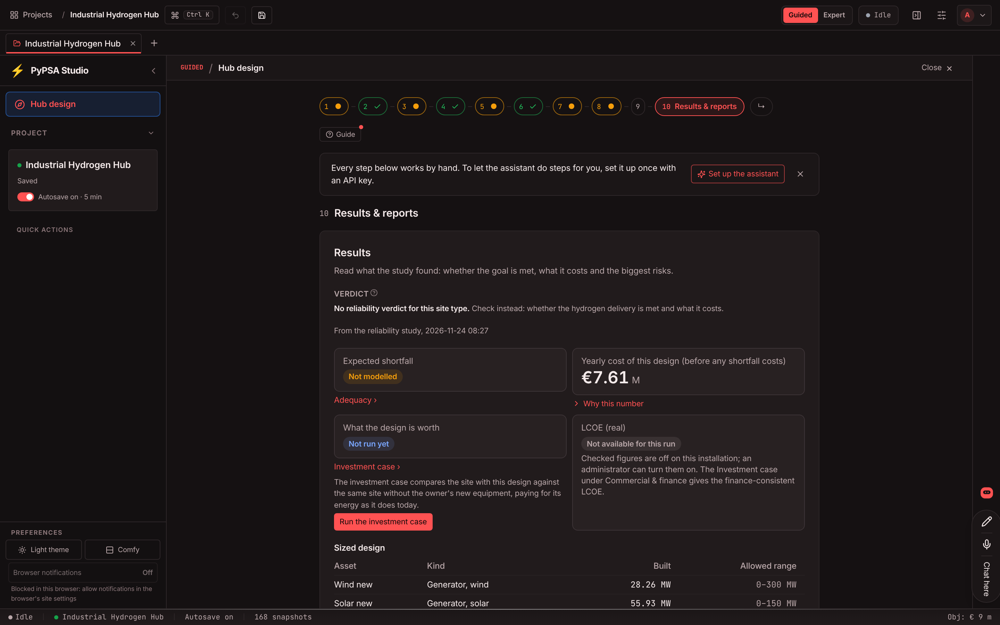 Projects / Industrial Hydrogen Hub ⌘ Ctrl K
Guided Expert Idle A
Industrial Hydrogen Hub × +
PyPSA Studio
GUIDED / Hub design Close ×
Hub design
1 2 3 4 5 6 7 8 9 10 Results & reports
PROJECT
Guide
Industrial Hydrogen Hub
Saved
Autosave on · 5 min
Every step below works by hand. To let the assistant do steps for you, set it up once with
an API key.
Set up the assistant
10 Results & reports
QUICK ACTIONS
Results
Read what the study found: whether the goal is met, what it costs and the biggest risks.
VERDICT
No reliability verdict for this site type. Check instead: whether the hydrogen delivery is met and what it costs.
From the reliability study, 2026-11-24 08:27
Expected shortfall
Not modelled
Adequacy ›
Yearly cost of this design (before any shortfall costs)
€7.61 M
Why this number
What the design is worth
Not run yet
Investment case ›
The investment case compares the site with this design against
the same site without the owner's new equipment, paying for its
energy as it does today.
Run the investment case
LCOE (real)
Not available for this run
Checked figures are off on this installation; an
administrator can turn them on. The Investment case
under Commercial & finance gives the finance-consistent
LCOE.
Sized design
Asset Kind Built Allowed range
Wind new Generator, wind 28.26 MW 0–300 MW
Solar new Generator, solar 55.93 MW 0–150 MW
PREFERENCES
Light theme Comfy
Browser notifications Off
Blocked in this browser: allow notifications in the
browser's site settings
Chat here
Idle Industrial Hydrogen Hub Autosave on 168 snapshots Obj: € 9 m